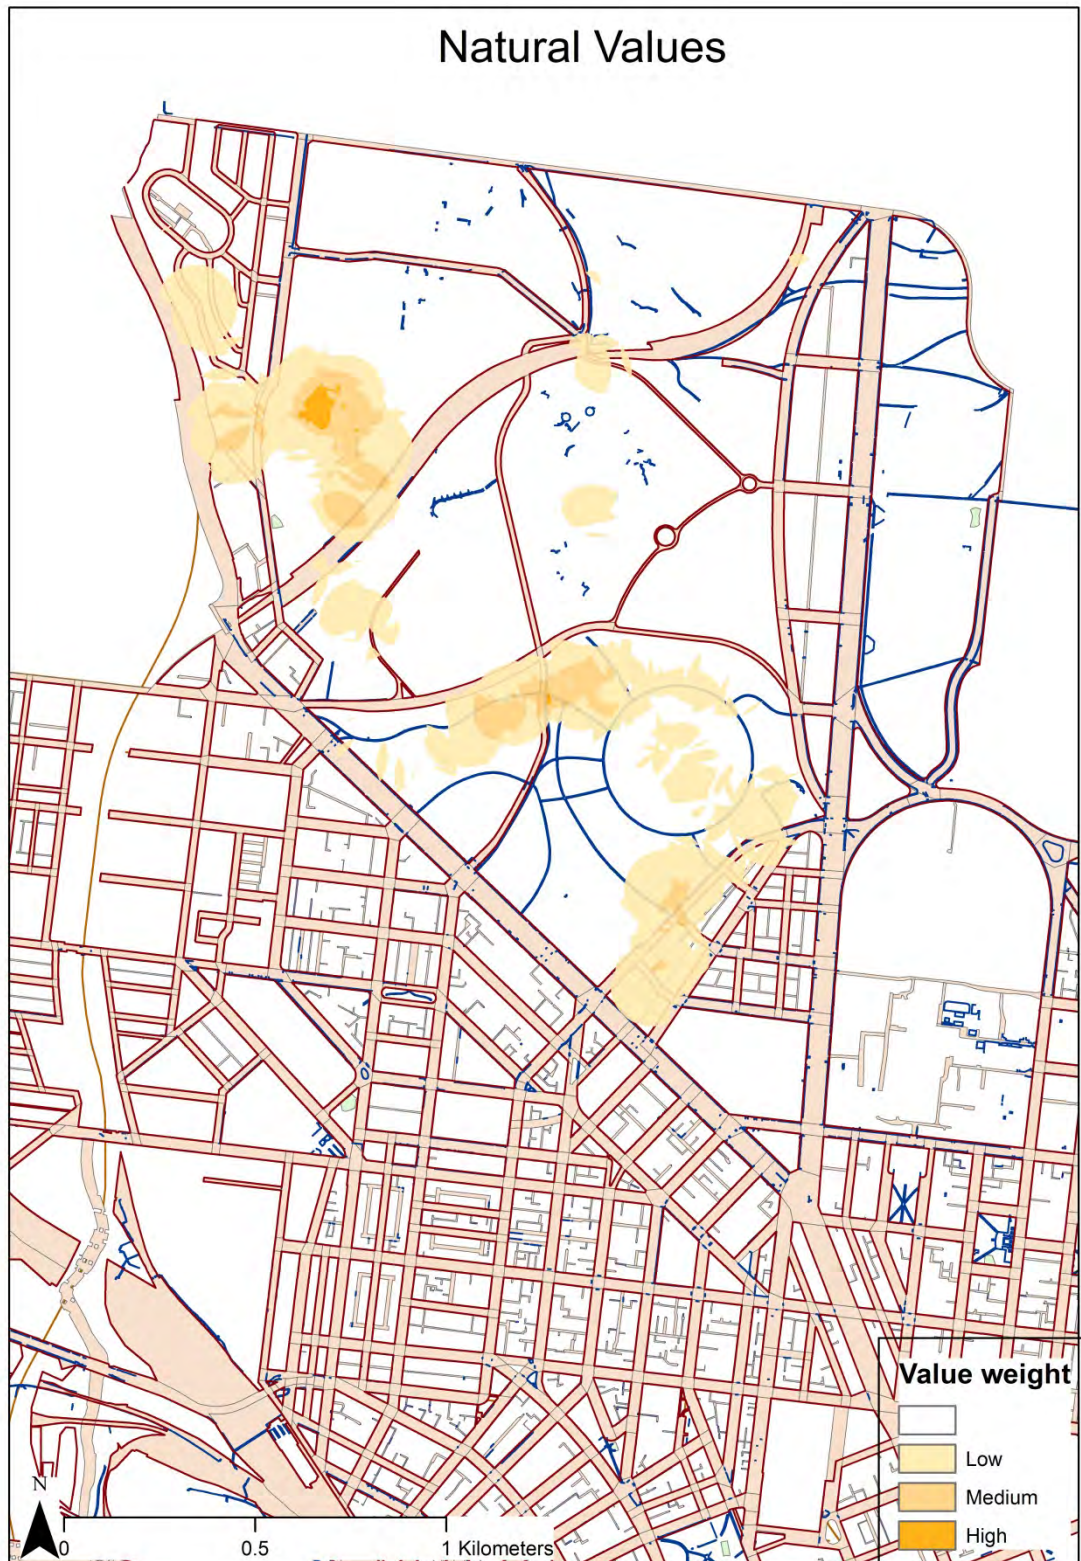 Natural Values
Value weight
Low
Medium
High
N
0 0.5 1 Kilometers